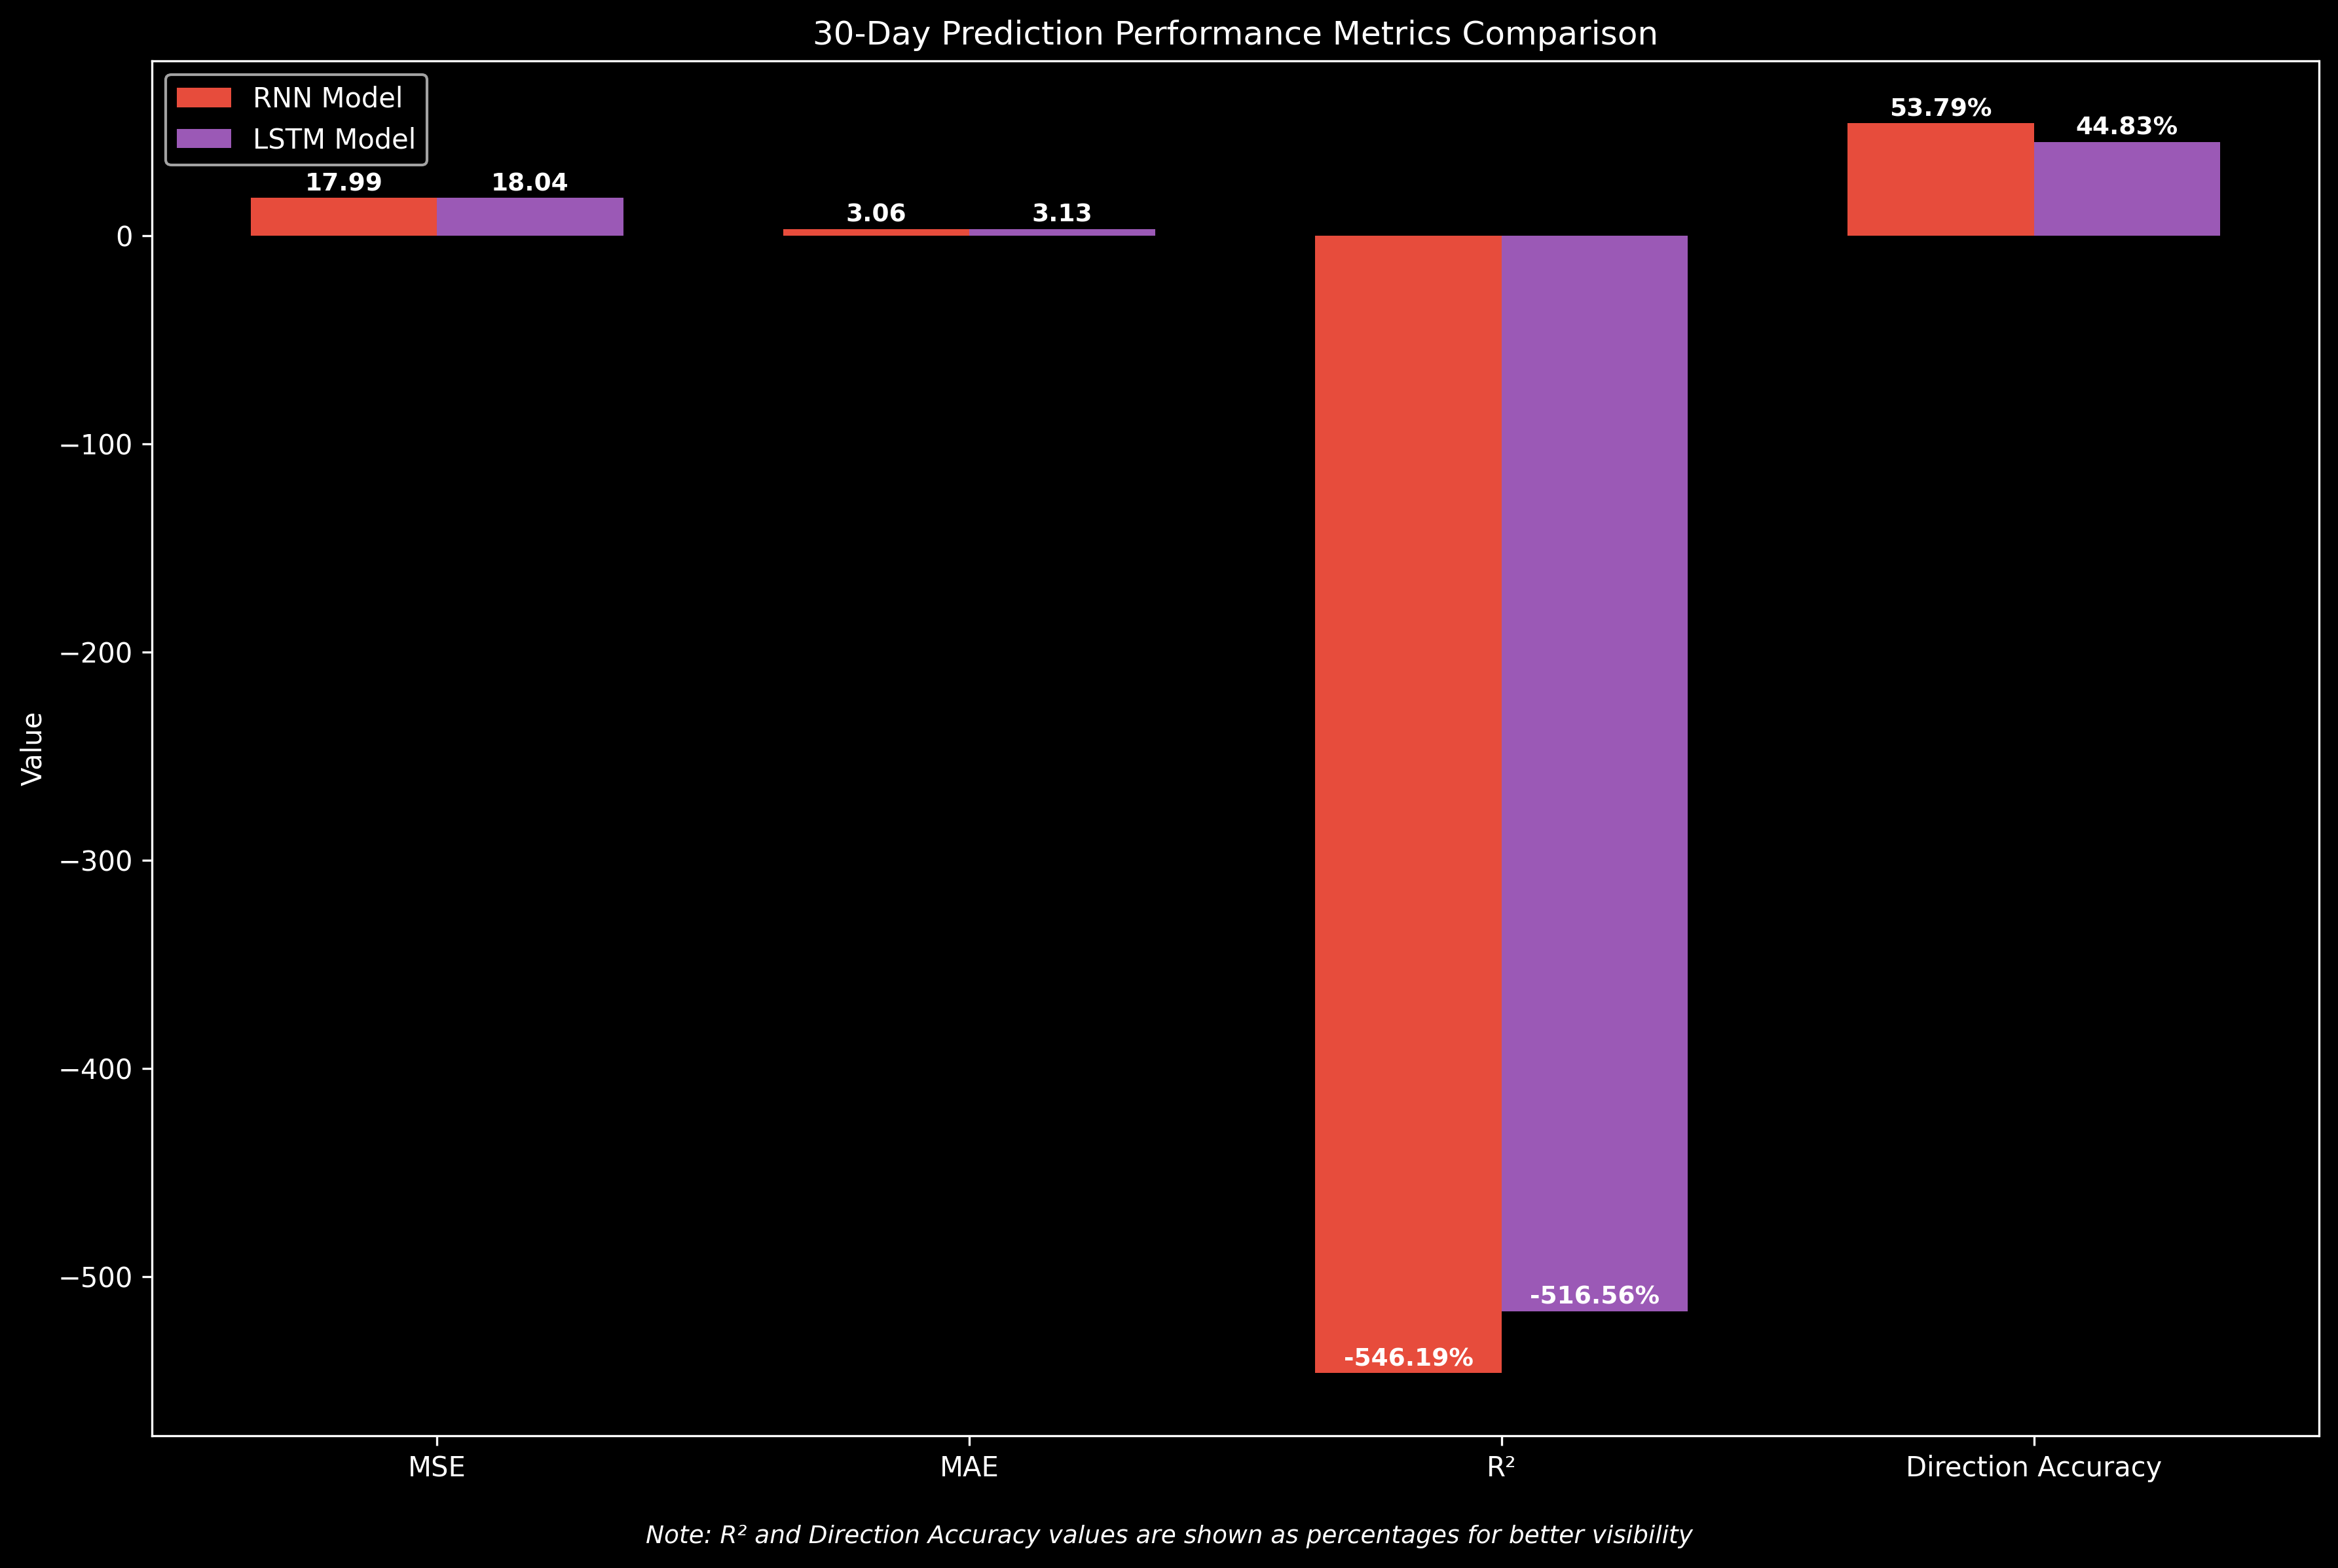 30-Day Prediction Performance Metrics Comparison
RNN Model
LSTM Model
53.79%
44.83%
17.99
18.04
3.06
3.13
0
−100
−200
−300
−400
−500
Value
-516.56%
-546.19%
MSE
MAE
R²
Direction Accuracy
Note: R² and Direction Accuracy values are shown as percentages for better visibility